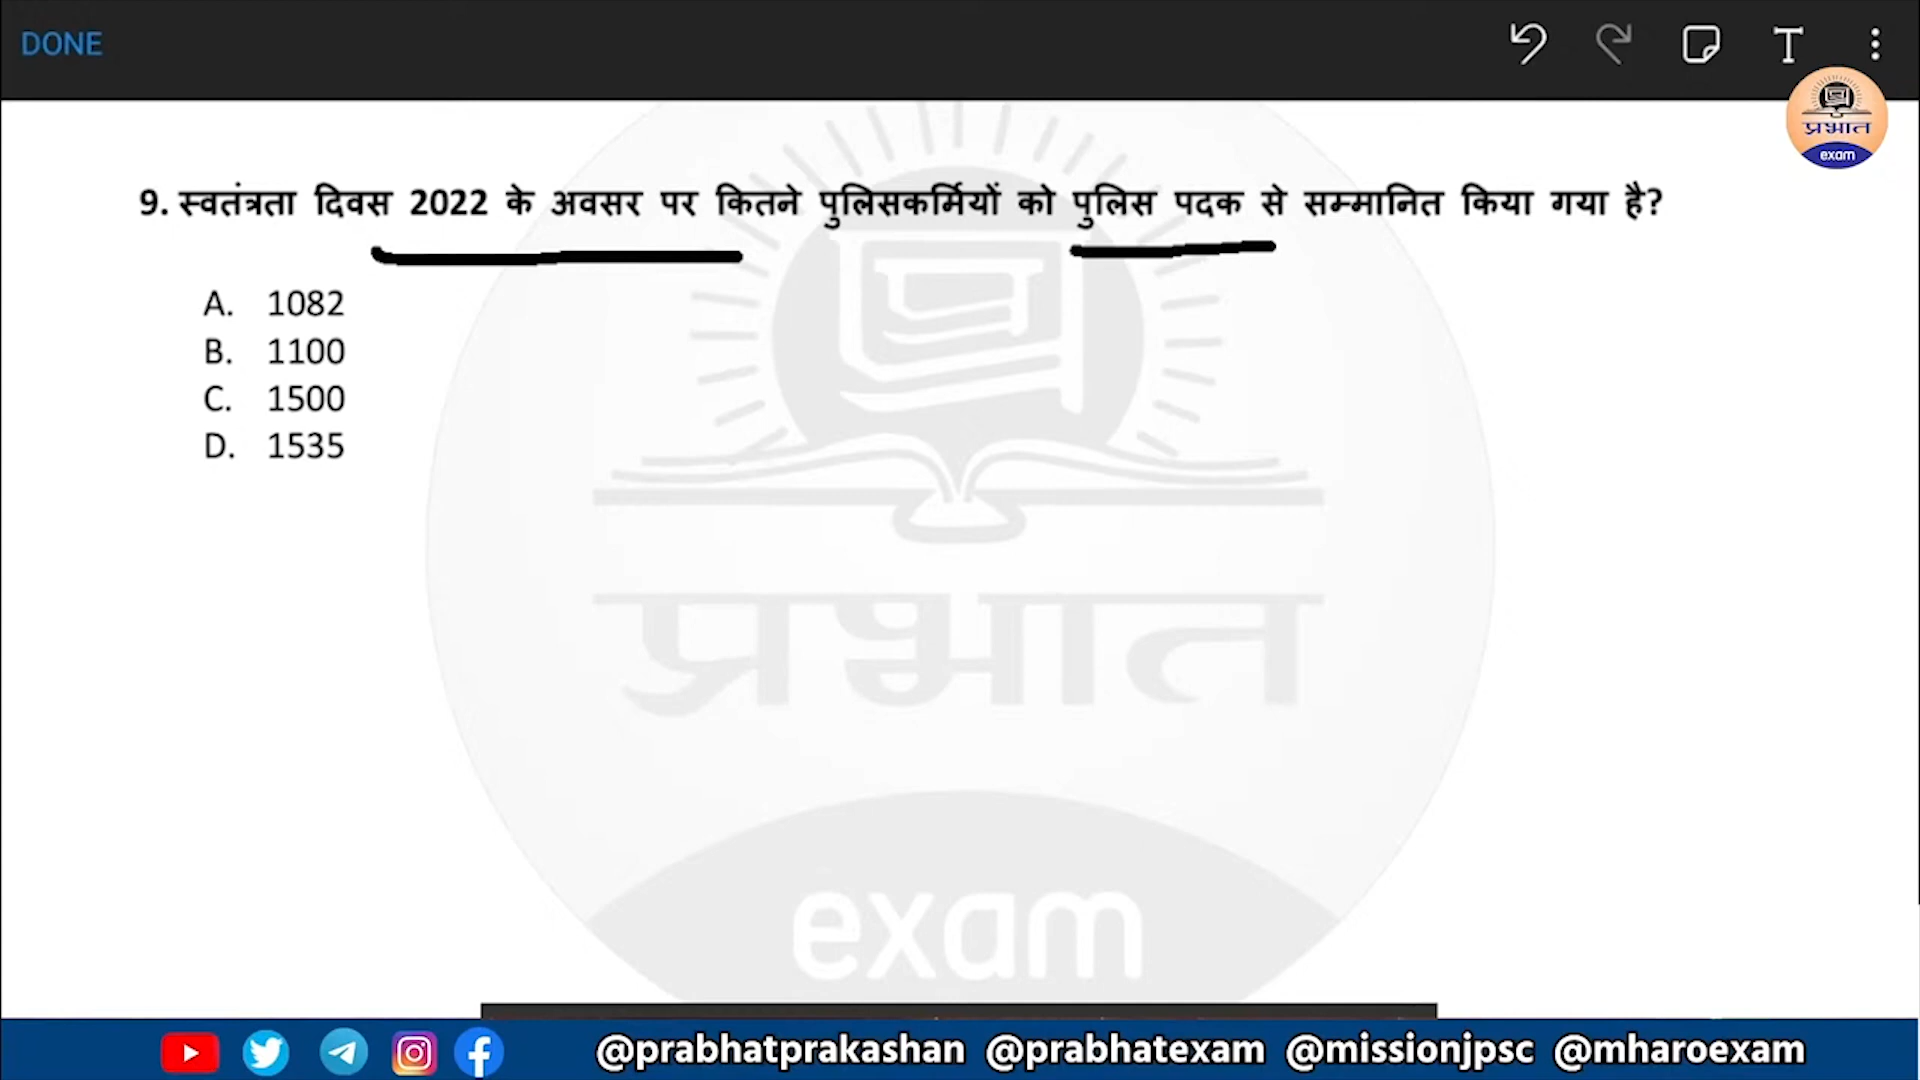 DONE
प्रभात
exam
9. स्वतंत्रता दिवस 2022 के अवसर पर कितने पुलिसकर्मियों को पुलिस पदक से सम्मानित किया गया है?
A. 1082
B. 1100
C. 1500
D. 1535
प्रभात
exam
@prabhatprakashan @prabhatexam @missionjpsc @mharoexam